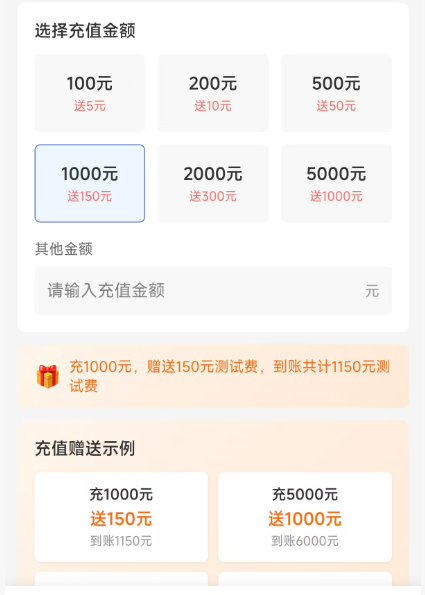 选择充值金额
100元 200元 500元
送5元 送10元 送50元
1000元 2000元 5000元
送150元 送300元 送1000元
其他金额
请输入充值金额 元
充1000元，赠送150元测试费，到账共计1150元测
试费
充值赠送示例
充1000元 充5000元
送150元 送1000元
到账1150元 到账6000元